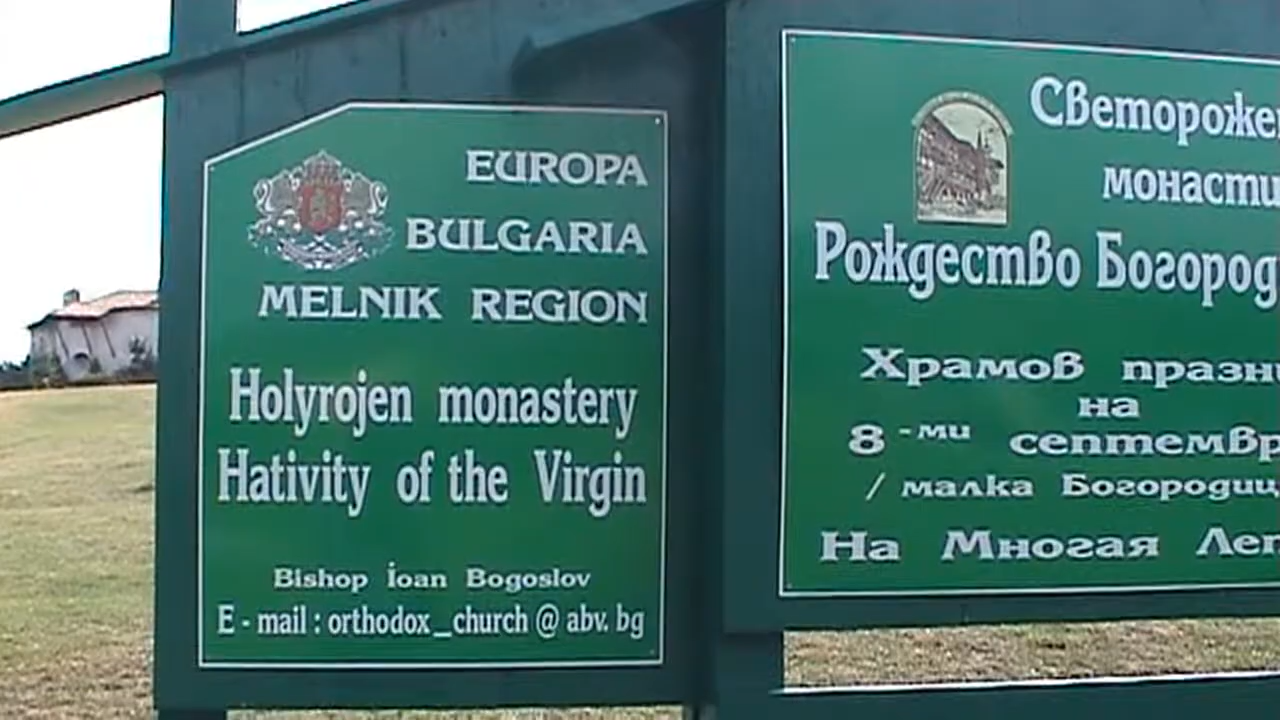 EUROPA
BULGARIA
MELNIK REGION
Holyrojen monastery
Hativity of the Virgin
Bishop ioan Bogoslov
E - mail : orthodox_church @ abv. bg
Светорожен
монасти
Рождество Богород
Храмов празни
на
8 -ми септемвр
/ малка Богородиц
На Многая Лет